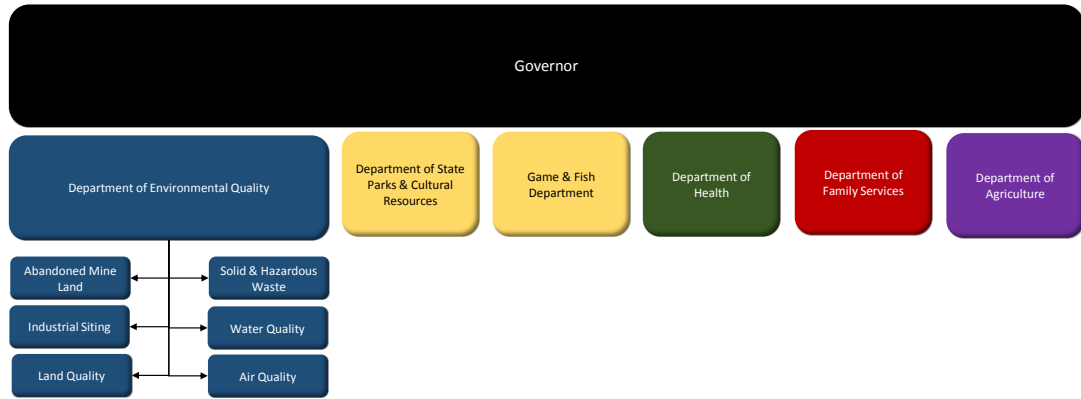 Governor
Department of Environmental Quality
Department of State
Parks & Cultural
Resources
Game & Fish
Department
Department of
Health
Department of
Family Services
Department of
Agriculture
Abandoned Mine
Land
Solid & Hazardous
Waste
Industrial Siting
Water Quality
Land Quality
Air Quality